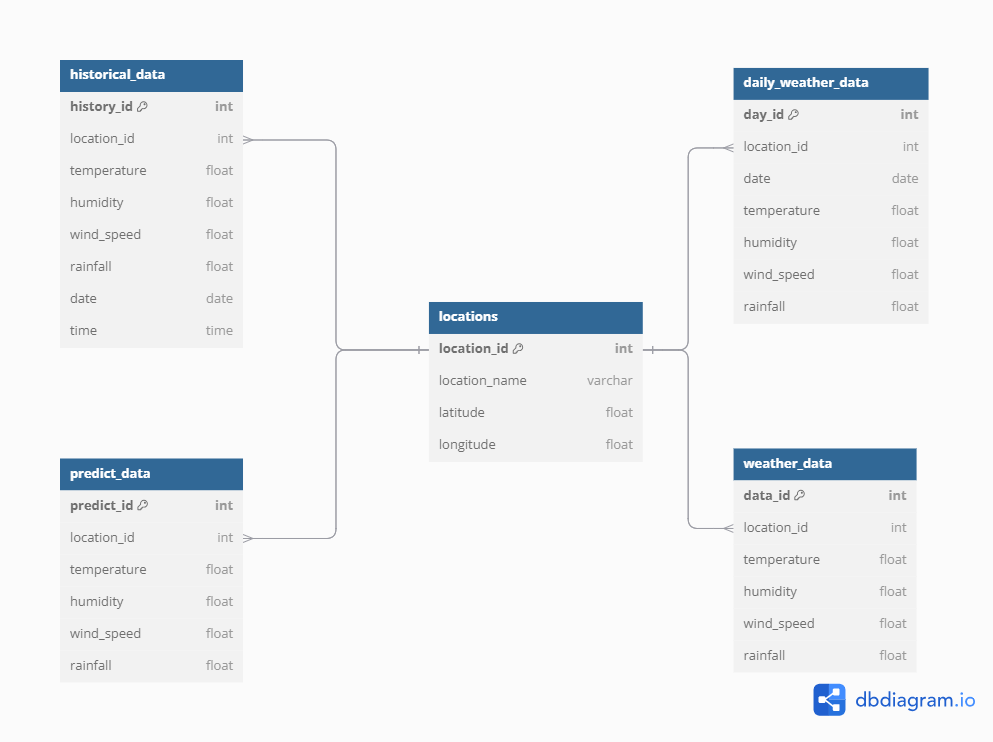 historical_data
history_id int
location_id int
temperature float
humidity float
wind_speed float
rainfall float
date date
time time
daily_weather_data
day_id int
location_id int
date date
temperature float
humidity float
wind_speed float
rainfall float
locations
location_id int
location_name varchar
latitude float
longitude float
predict_data
predict_id int
location_id int
temperature float
humidity float
wind_speed float
rainfall float
weather_data
data_id int
location_id int
temperature float
humidity float
wind_speed float
rainfall float
dbdiagram.io